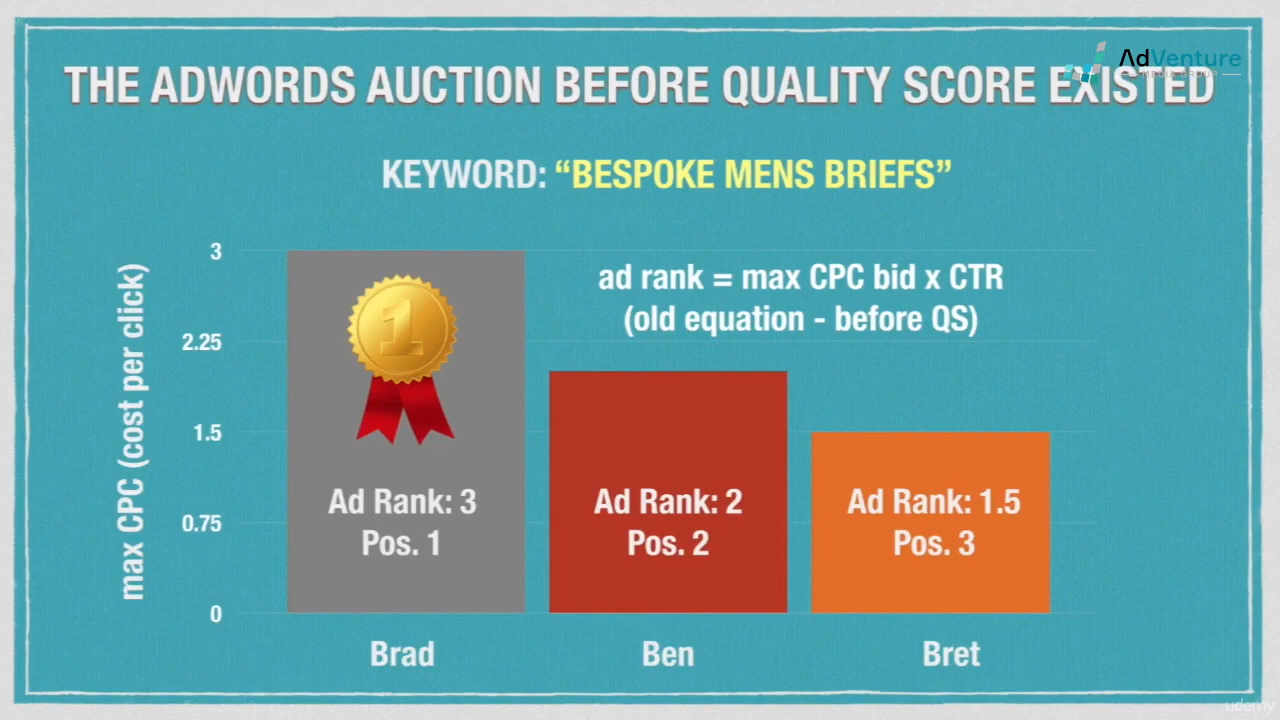 AdVenture
MEDIA GROUP
THE ADWORDS AUCTION BEFORE QUALITY SCORE EXISTED
KEYWORD: “BESPOKE MENS BRIEFS”
ad rank = max CPC bid x CTR
(old equation - before QS)
max CPC (cost per click)
3
2.25
1.5
0.75
0
1
Ad Rank: 3
Pos. 1
Ad Rank: 2
Pos. 2
Ad Rank: 1.5
Pos. 3
Brad
Ben
Bret
udemy